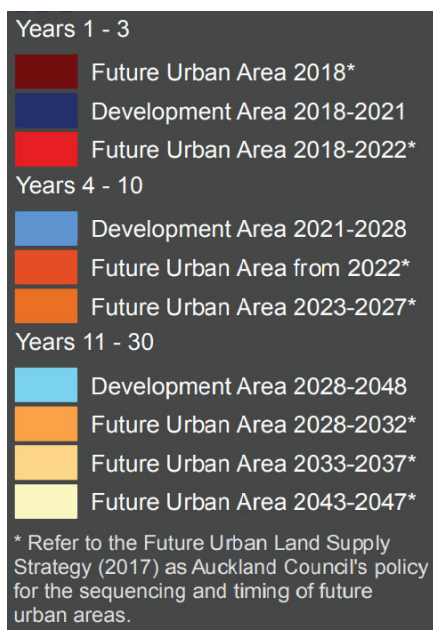 Years 1 - 3
Future Urban Area 2018*
Development Area 2018-2021
Future Urban Area 2018-2022*
Years 4 - 10
Development Area 2021-2028
Future Urban Area from 2022*
Future Urban Area 2023-2027*
Years 11 - 30
Development Area 2028-2048
Future Urban Area 2028-2032*
Future Urban Area 2033-2037*
Future Urban Area 2043-2047*
* Refer to the Future Urban Land Supply
Strategy (2017) as Auckland Council's policy
for the sequencing and timing of future
urban areas.